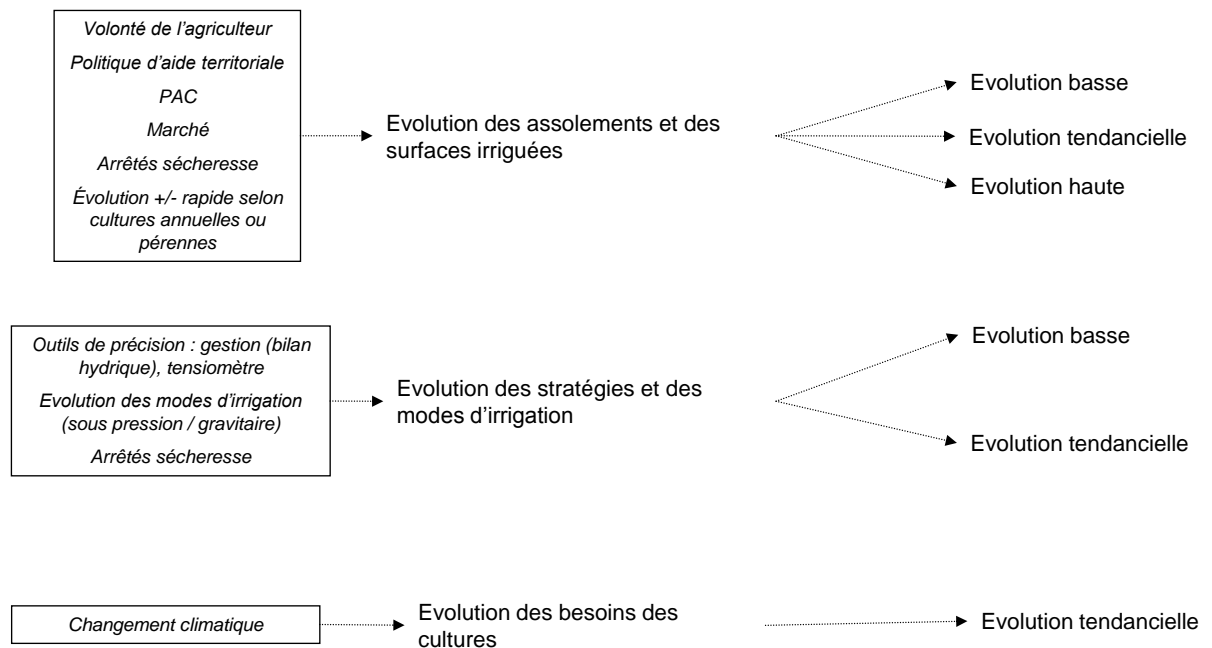 Volonté de l'agriculteur
Politique d'aide territoriale
PAC
Marché
Arrêtés sécheresse
Évolution +/- rapide selon
cultures annuelles ou
pérennes
Evolution des assolements et des
surfaces irriguées
Evolution basse
Evolution tendancielle
Evolution haute
Outils de précision : gestion (bilan
hydrique), tensiomètre
Evolution des modes d'irrigation
(sous pression / gravitaire)
Arrêtés sécheresse
Evolution des stratégies et des
modes d'irrigation
Evolution basse
Evolution tendancielle
Changement climatique
Evolution des besoins des
cultures
Evolution tendancielle